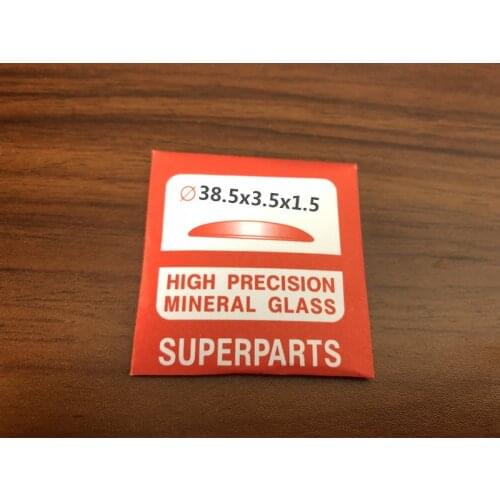 ∅38.5x3.5x1.5
HIGH PRECISION
MINERAL GLASS
SUPERPARTS